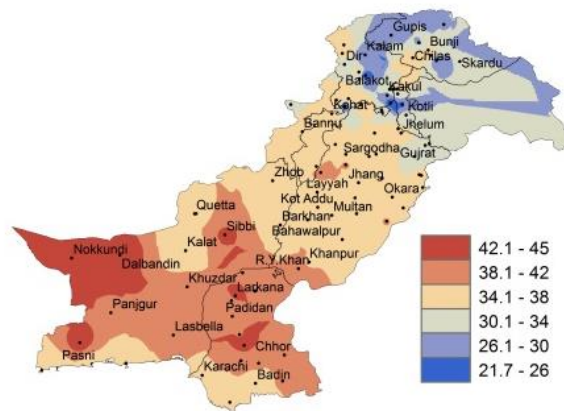 Gupis
Kalam
Bunji
Dir
Chilas
Skardu
Balakot
Kakul
Kohat
Kotli
Bannu
Jhelum
Sargodha
Gujrat
Zhob
Layyah
Jhang
Okara
Quetta
Kot Addu
Multan
Sibbi
Barkhan
Bahawalpur
Kalat
Nokkundi
Dalbandin
R.Y.Khan
Khanpur
Khuzdar
Larkana
Panjgur
Padidan
Lasbella
Chhor
Pasni
Karachi
Badin
42.1 - 45
38.1 - 42
34.1 - 38
30.1 - 34
26.1 - 30
21.7 - 26